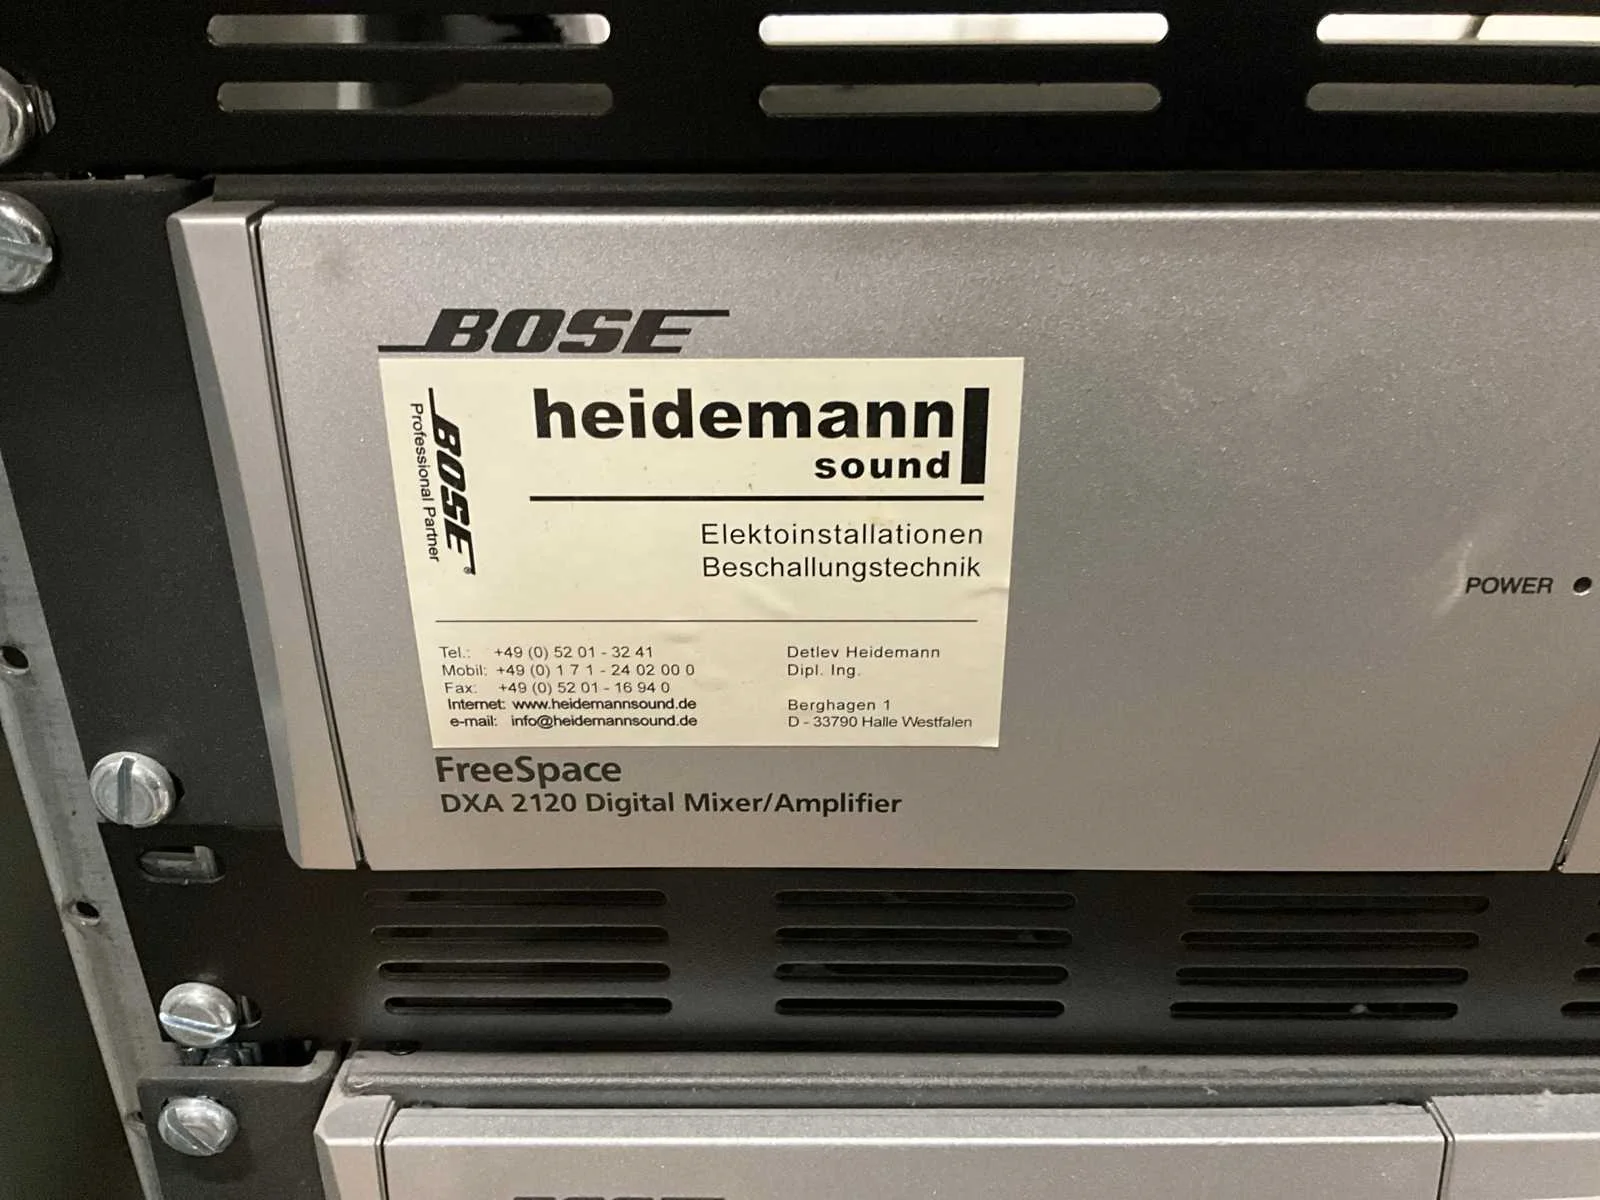 BOSE
heidemann
sound
BOSE®
Professional Partner
Elektoinstallationen
Beschallungstechnik
Tel.: +49 (0) 52 01 - 32 41
Mobil: +49 (0) 1 7 1 - 24 02 00 0
Fax: +49 (0) 52 01 - 16 94 0
Internet: www.heidemannsound.de
e-mail: info@heidemannsound.de
Detlev Heidemann
Dipl. Ing.
Berghagen 1
D - 33790 Halle Westfalen
POWER
FreeSpace
DXA 2120 Digital Mixer/Amplifier